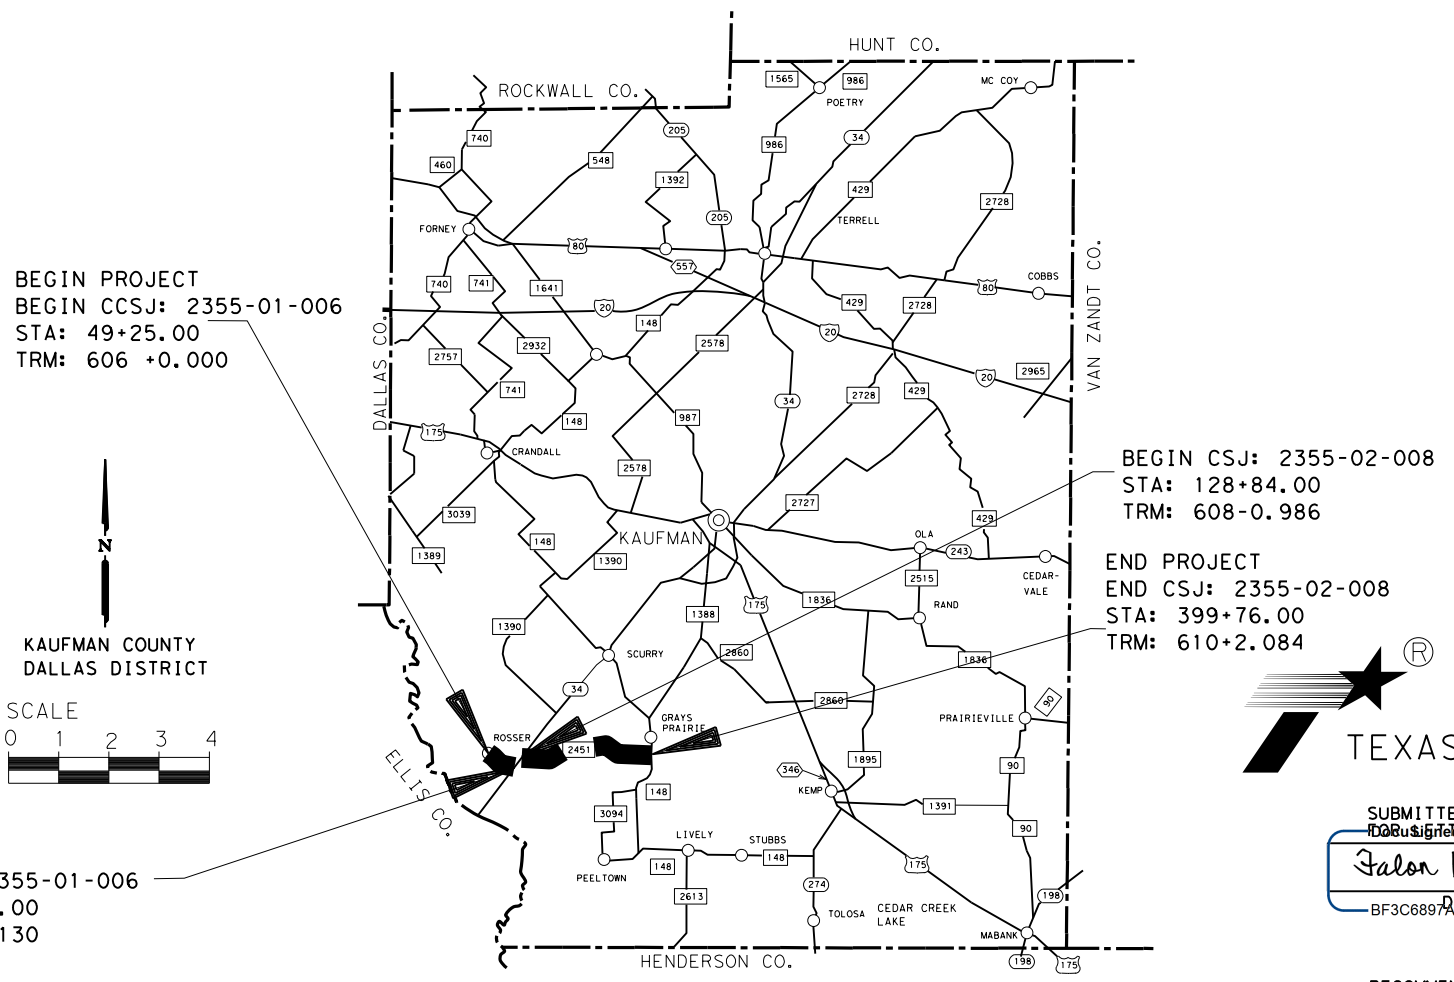 HUNT CO.
ROCKWALL CO.
1565
986
MC COY
POETRY
205
34
740
548
986
460
1392
429
2728
205
TERRELL
FORNEY
80
557
COBBS
VAN ZANDT CO.
BEGIN PROJECT
BEGIN CCSJ: 2355-01-006
STA: 49+25.00
TRM: 606 +0.000
740
741
1641
80
429
2728
20
148
20
DALLAS CO.
2757
2932
2578
2965
20
741
2728
429
34
148
987
175
CRANDALL
2578
BEGIN CSJ: 2355-02-008
STA: 128+84.00
TRM: 608-0.986
2727
3039
429
N
KAUFMAN
OLA
148
1389
1390
243
END PROJECT
END CSJ: 2355-02-008
STA: 399+76.00
TRM: 610+2.084
2515
CEDAR-
VALE
175
1836
RAND
1388
1390
KAUFMAN COUNTY
DALLAS DISTRICT
SCURRY
2860
1836
34
2860
90
SCALE
0 1 2 3 4
GRAYS
PRAIRIE
PRAIRIEVILLE
ROSSER
2451
®
TEXAS
ELLIS CO.
346
1895
90
KEMP
148
1391
3094
90
SUBMITTE
FOR LETT
DocuSigne
Falon
D
BF3C6897A
LIVELY
STUBBS
148
148
175
PEELTOWN
355-01-006
.00
130
274
2613
198
TOLOSA
CEDAR CREEK
LAKE
MABANK
HENDERSON CO.
198
175